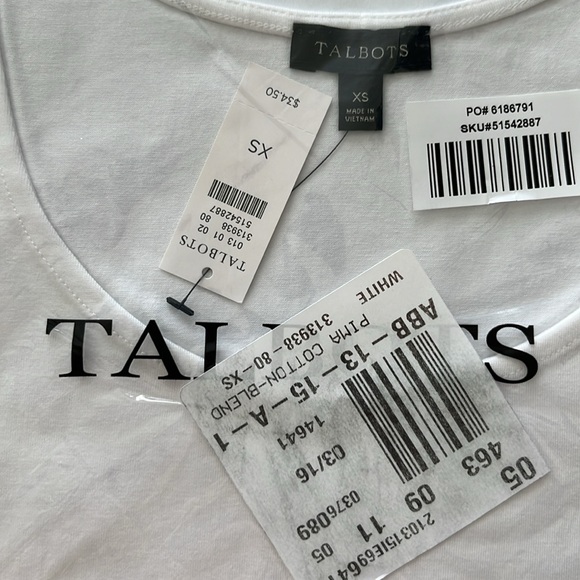 TALBOTS
XS
MADE IN
VIETNAM
PO# 6186791
SKU#51542887
$34.50
XS
51542887
313938 80
013 01 02
TALBOTS
TALBOTS
WHITE
ABB-13-15-A-1
PIMA COTTON-BLEND
313938-80-XS
14641 03/16 0376089 05
05 463 09 11